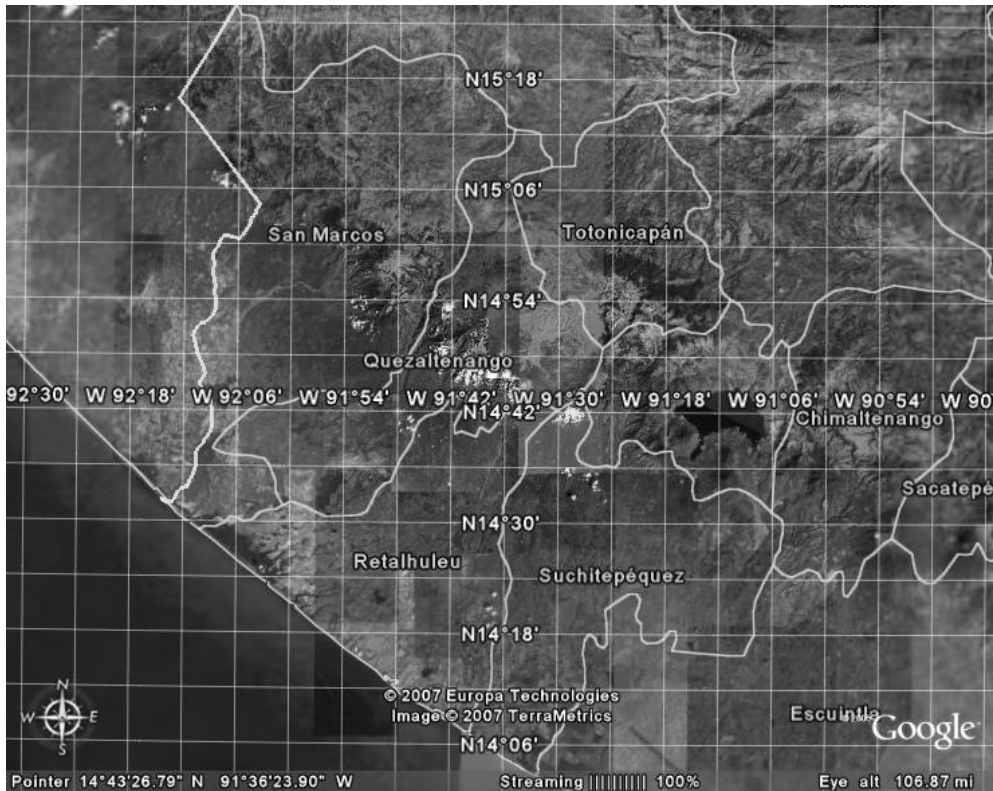 N15°18'
N15°06'
San Marcos
Totonicapán
N14°54'
Quezaltenango
92°30' W 92°18' W 92°06' W 91°54' W 91°42' W 91°30' W 91°18' W 91°06' W 90°54' W 90°
N14°42'
Chimaltenango
Sacatepé
N14°30'
Retalhuleu
Suchitepéquez
N14°18'
N
W E
S
© 2007 Europa Technologies
Image © 2007 TerraMetrics
Escuintla
Google
N14°06'
Pointer 14°43'26.79" N 91°36'23.90" W
Streaming |||||||||| 100%
Eye alt 106.87 mi